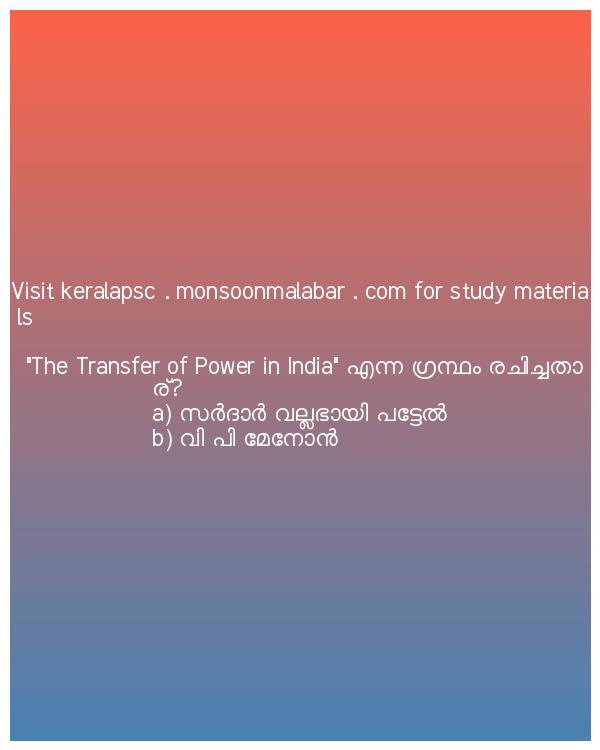 Visit keralapsc . monsoonmalabar . com for study materia
ls
"The Transfer of Power in India" എന്ന ഗ്രന്ഥം രചിച്ചതാ
ര്?
a) സർദാർ വല്ലഭായി പട്ടേൽ
b) വി പി മേനോൻ